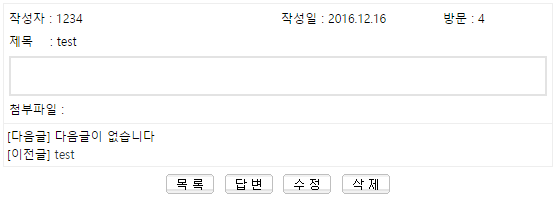 작성자 : 1234 작성일 : 2016.12.16 방문 : 4
제목 : test
첨부파일 :
[다음글] 다음글이 없습니다
[이전글] test
목 록 답 변 수 정 삭 제